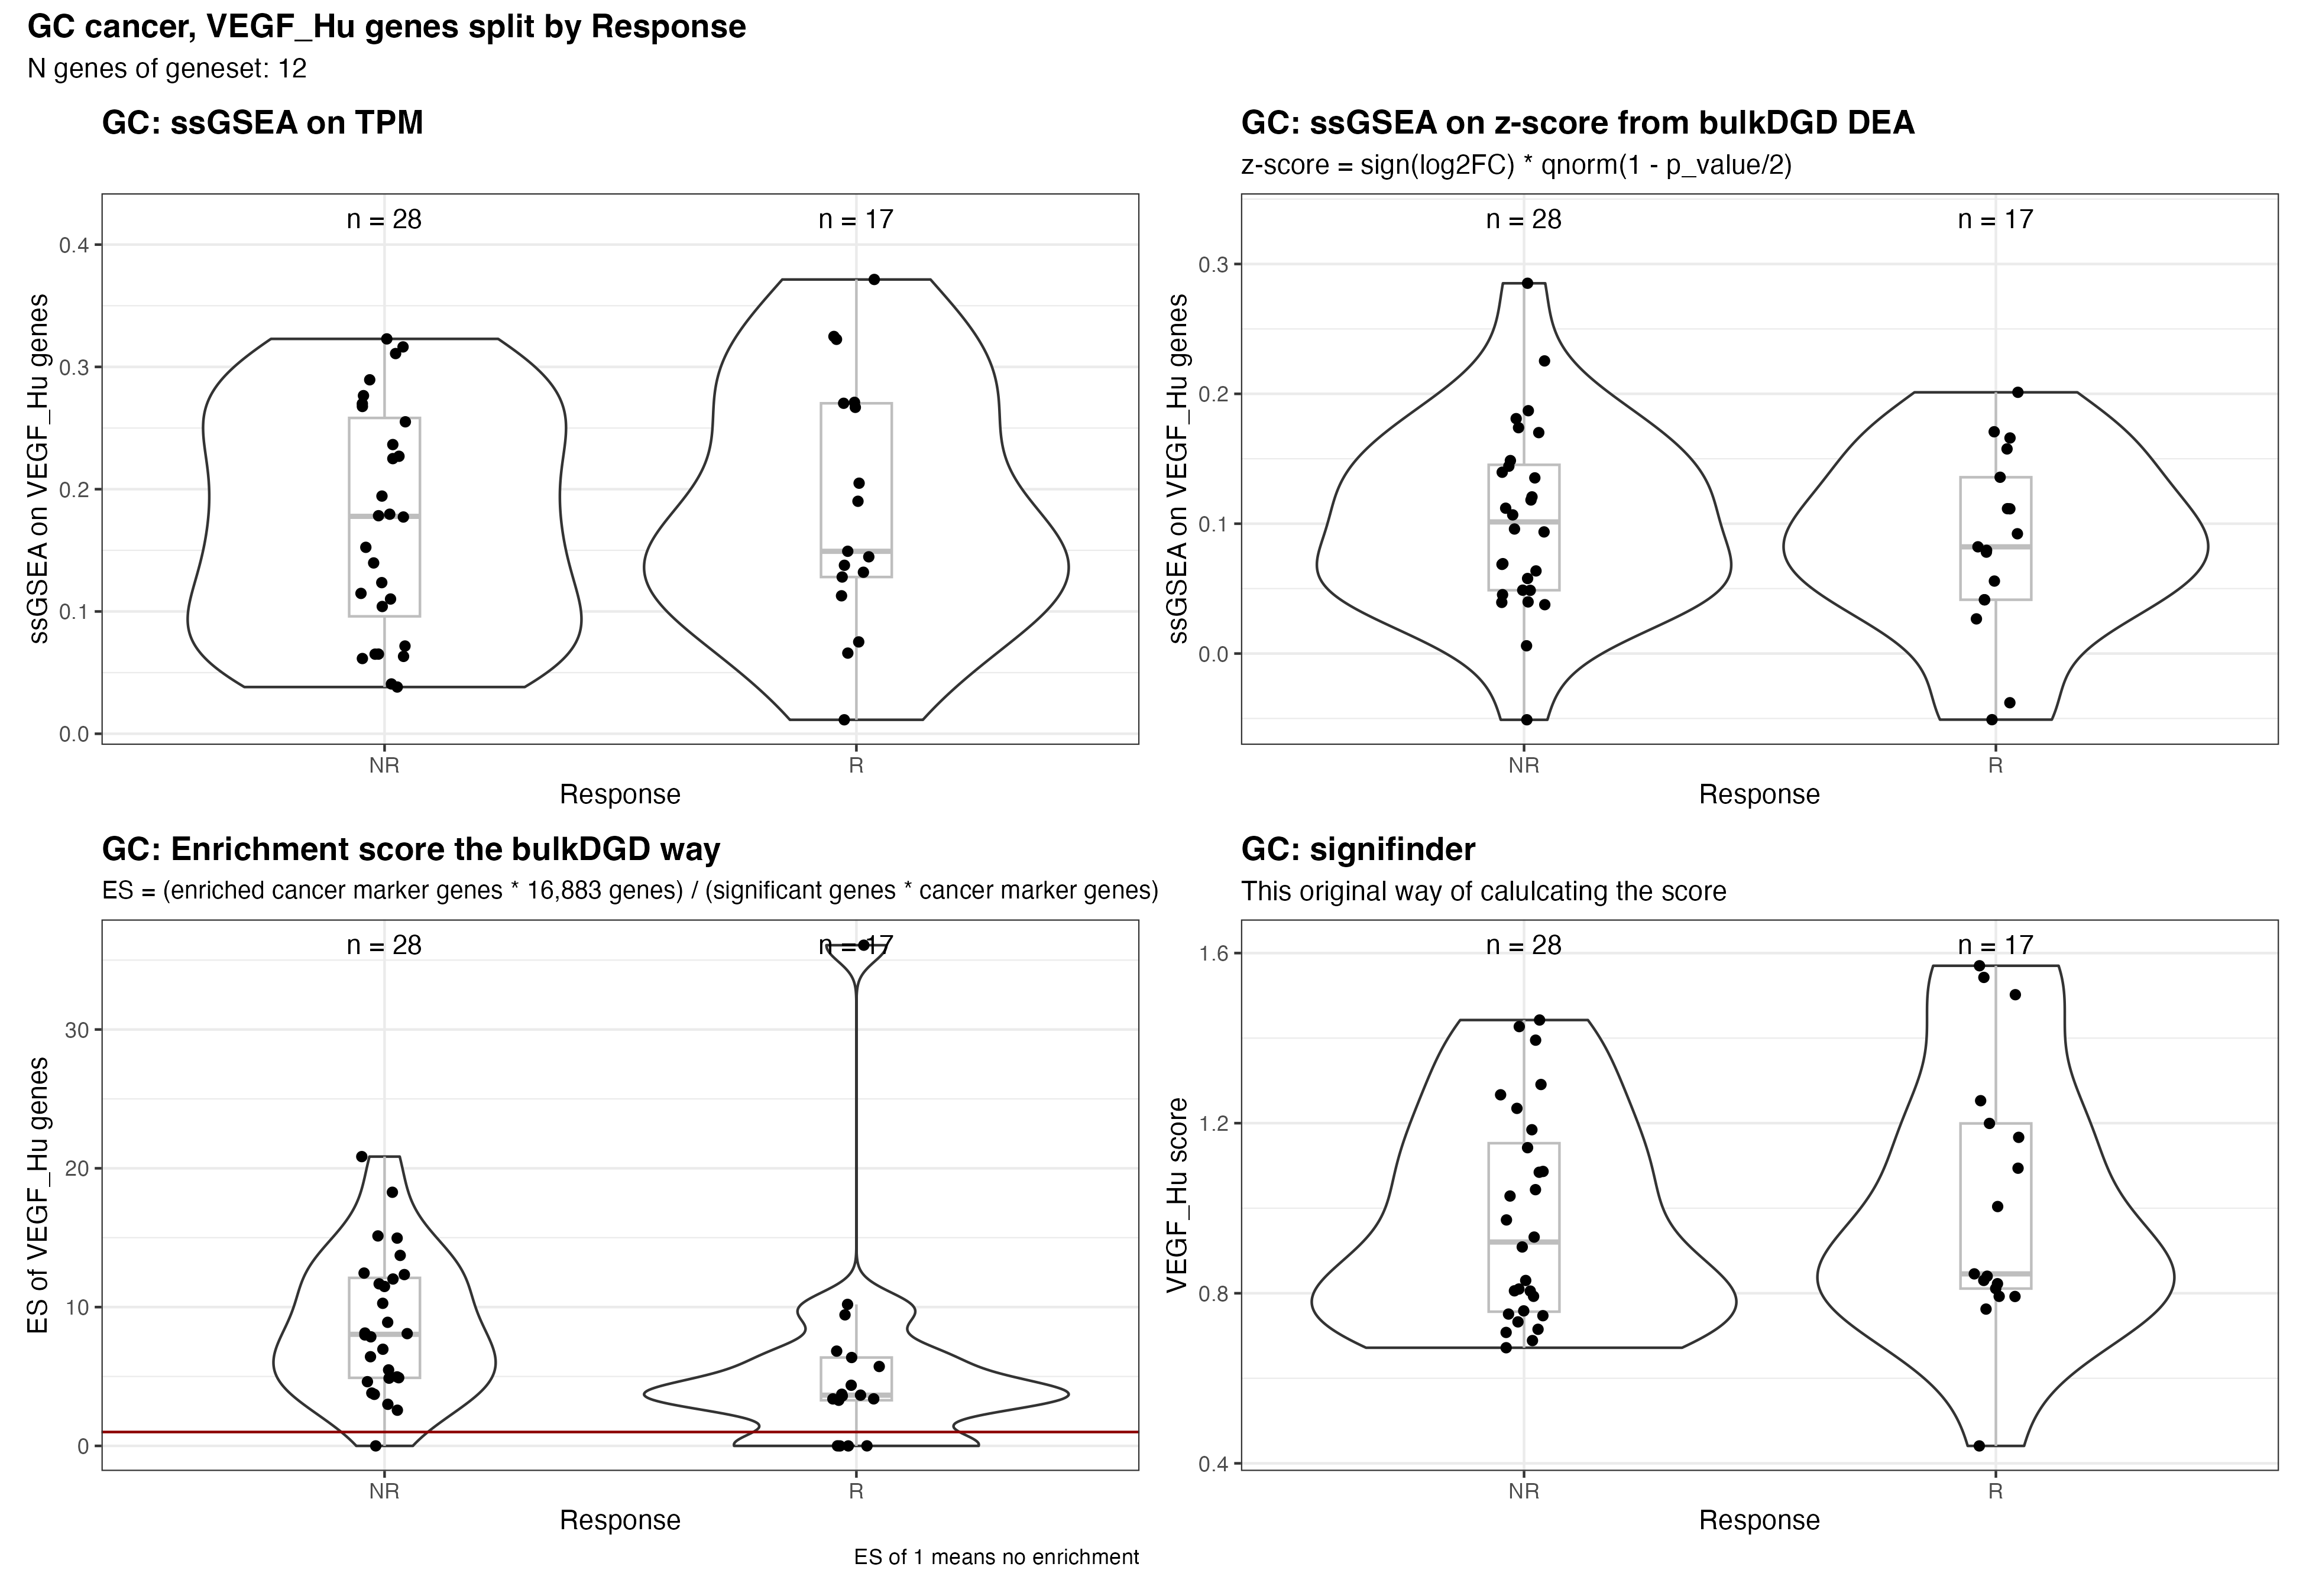 GC cancer, VEGF_Hu genes split by Response
N genes of geneset: 12
GC: ssGSEA on TPM
n = 28
n = 17
0.4
0.3
0.2
0.1
0.0
ssGSEA on VEGF_Hu genes
NR
R
Response
GC: ssGSEA on z-score from bulkDGD DEA
z-score = sign(log2FC) * qnorm(1 - p_value/2)
n = 28
n = 17
0.3
0.2
0.1
0.0
ssGSEA on VEGF_Hu genes
NR
R
Response
GC: Enrichment score the bulkDGD way
ES = (enriched cancer marker genes * 16,883 genes) / (significant genes * cancer marker genes)
n = 28
n = 17
30
20
10
0
ES of VEGF_Hu genes
NR
R
Response
ES of 1 means no enrichment
GC: signifinder
This original way of calulcating the score
n = 28
n = 17
1.6
1.2
0.8
0.4
VEGF_Hu score
NR
R
Response